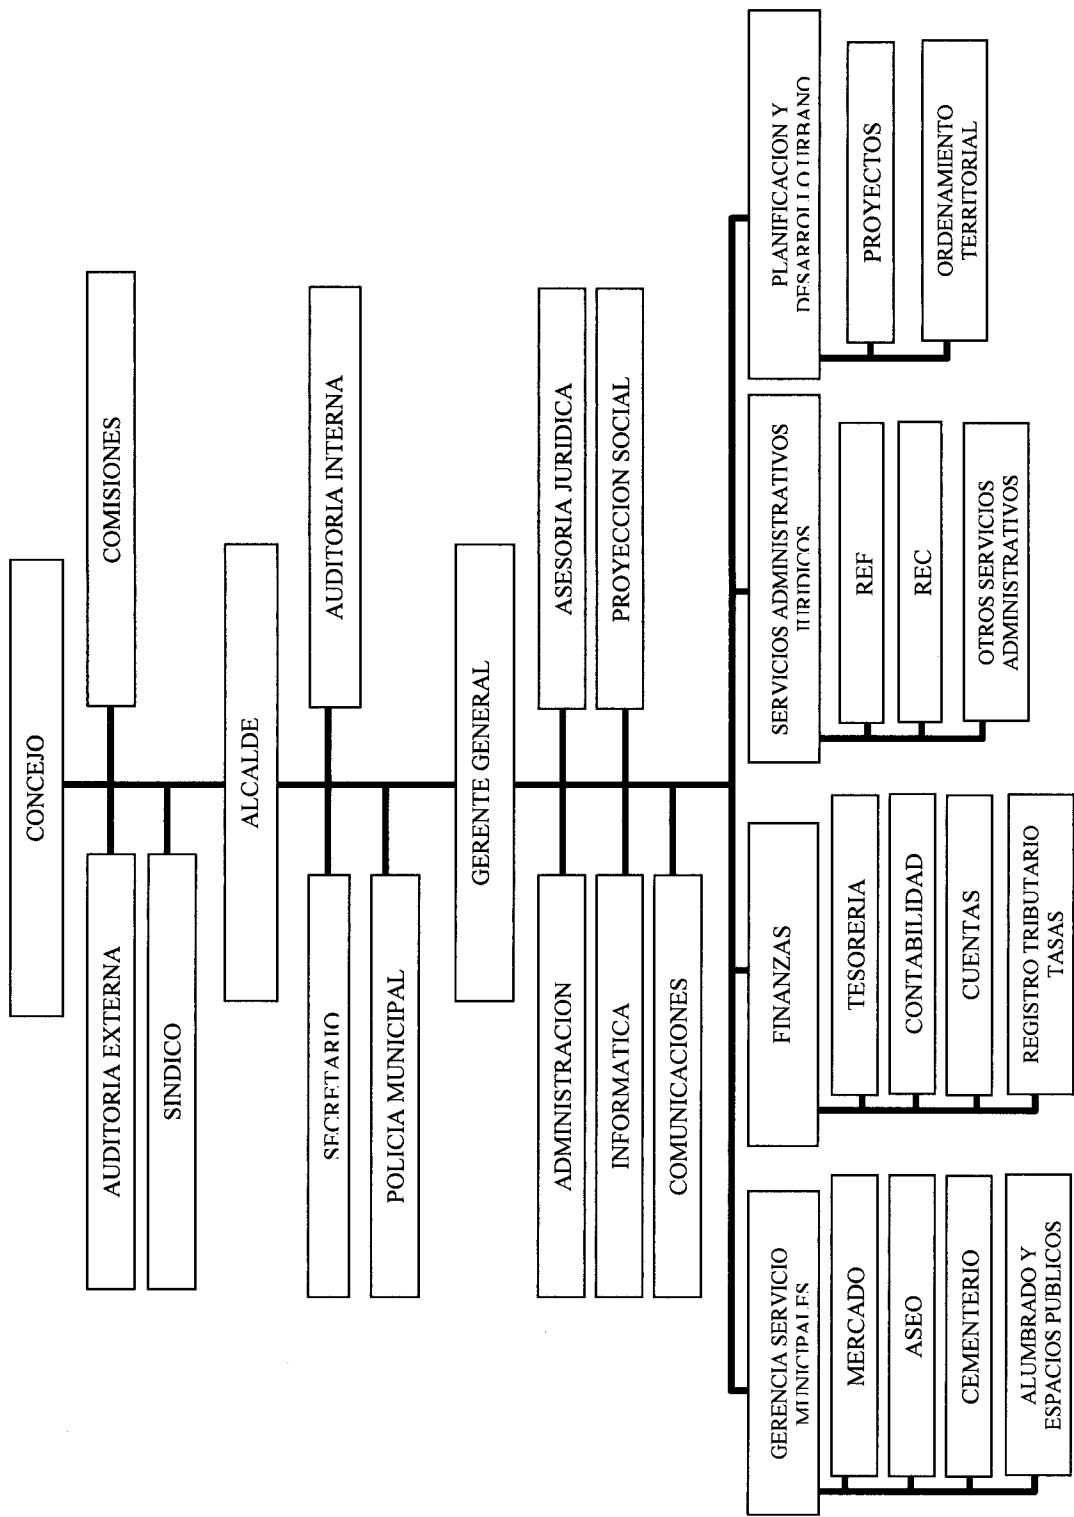 CONCEJO
AUDITORIA EXTERNA
COMISIONES
SINDICO
ALCALDE
SECRETARIO
AUDITORIA INTERNA
POLICIA MUNICIPAL
GERENTE GENERAL
ADMINISTRACION
ASESORIA JURIDICA
INFORMATICA
PROYECCION SOCIAL
COMUNICACIONES
GERENCIA SERVICIO
MUNICIPALES
MERCADO
ASEO
CEMENTERIO
ALUMBRADO Y
ESPACIOS PUBLICOS
FINANZAS
TESORERIA
CONTABILIDAD
CUENTAS
REGISTRO TRIBUTARIO
TASAS
SERVICIOS ADMINISTRATIVOS
JURIDICOS
REF
REC
OTROS SERVICIOS
ADMINISTRATIVOS
PLANIFICACION Y
DESARROLLO URBANO
PROYECTOS
ORDENAMIENTO
TERRITORIAL